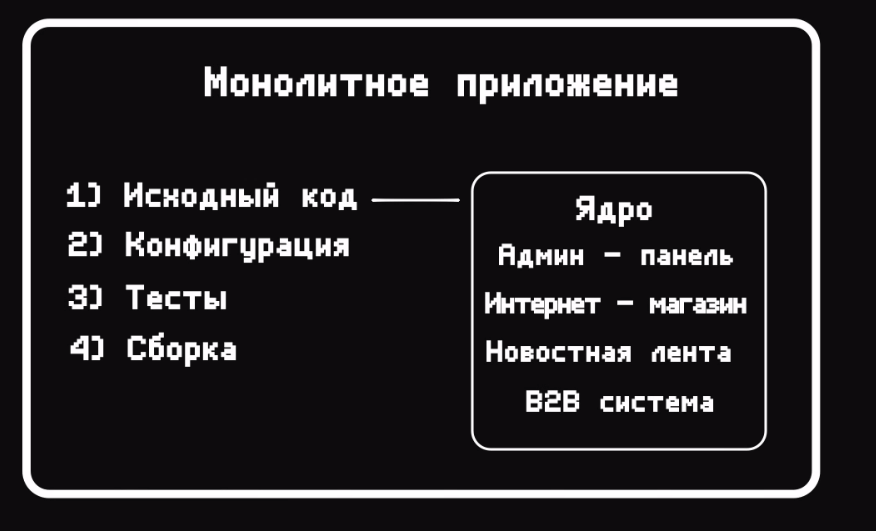 Монолитное приложение
1) Исходный код
2) Конфигурация
3) Тесты
4) Сборка
Ядро
Админ - панель
Интернет - магазин
Новостная лента
B2B система